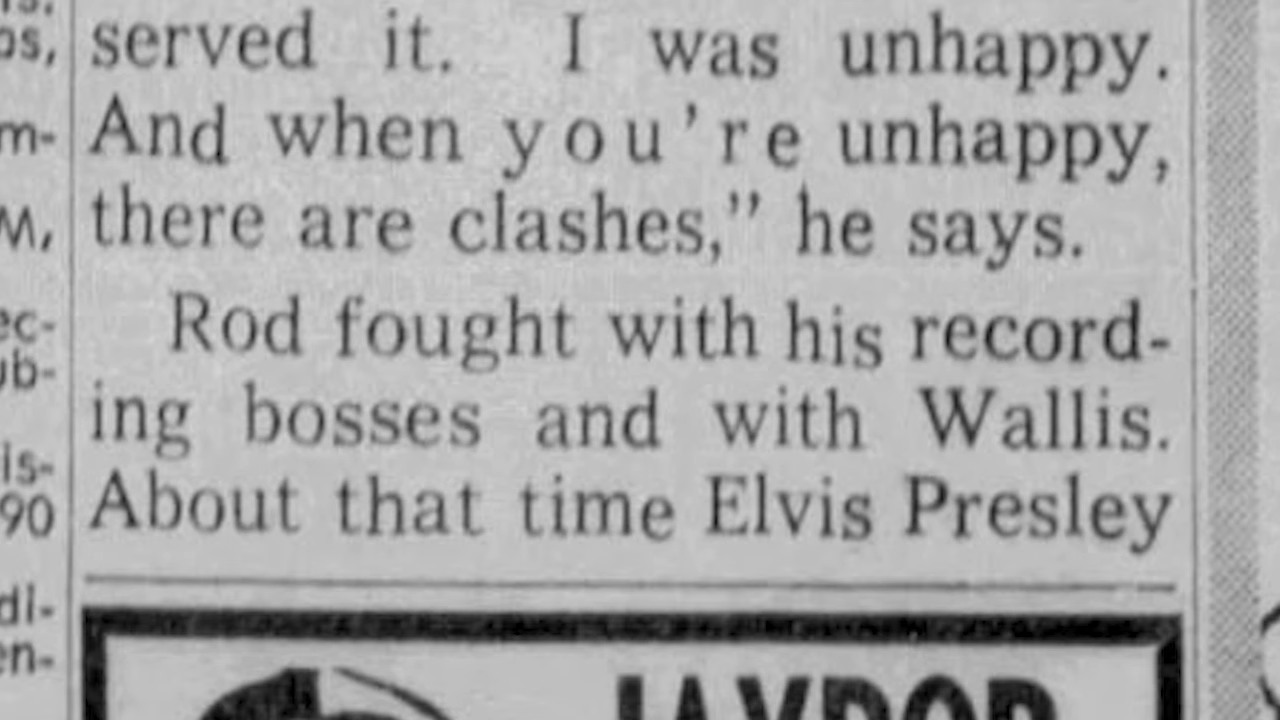 served it. I was unhappy.
And when you're unhappy,
there are clashes,” he says.
Rod fought with his record-
ing bosses and with Wallis.
About that time Elvis Presley